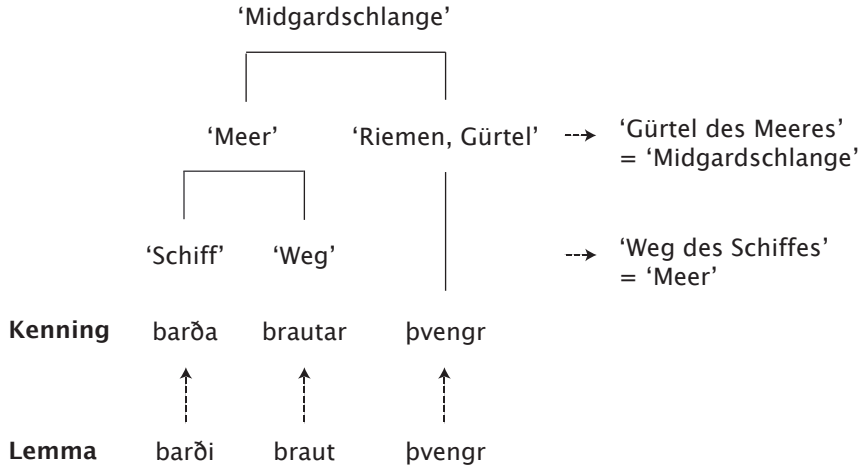 ‘Midgardschlange’
‘Meer’ ‘Riemen, Gürtel’ ‘Gürtel des Meeres’
= ‘Midgardschlange’
‘Schiff’ ‘Weg’ ‘Weg des Schiffes’
= ‘Meer’
Kenning barða brautar þvengr
Lemma barði braut þvengr